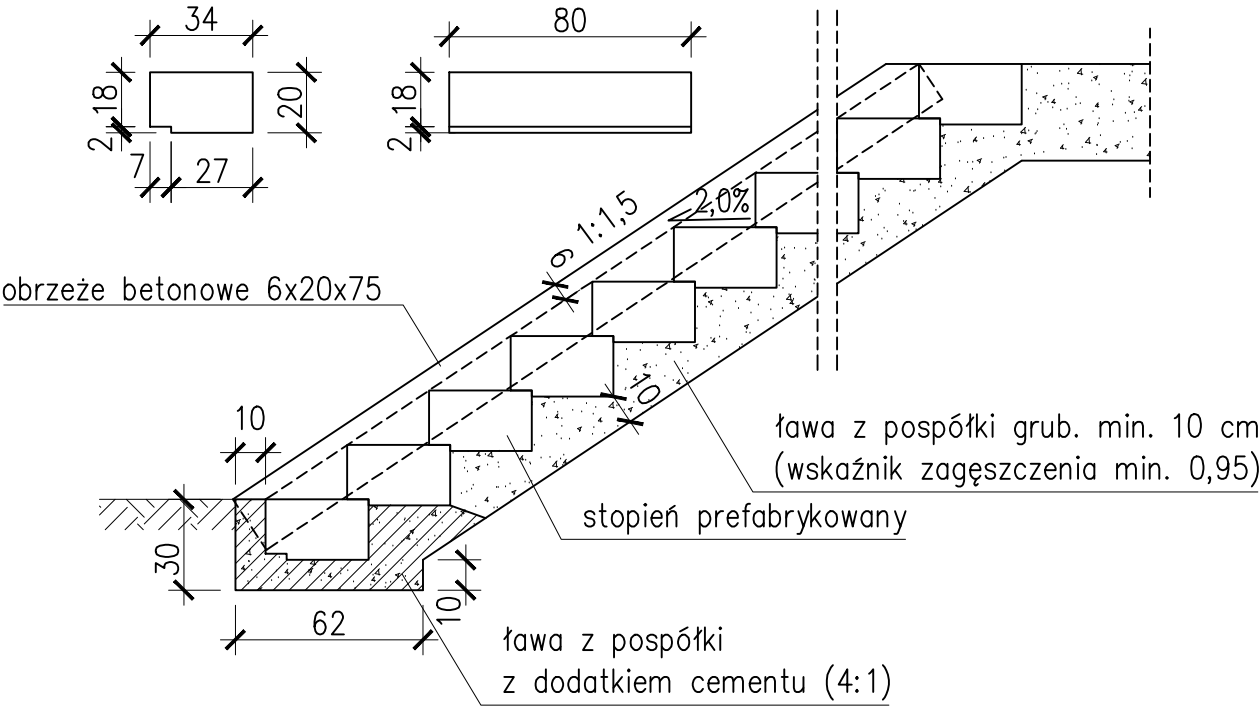 34
80
18
2
20
7
27
18
2
2,0%
1:1,5
6
obrzeże betonowe 6x20x75
10
10
ława z pospółki grub. min. 10 cm
(wskaźnik zagęszczenia min. 0,95)
stopień prefabrykowany
30
10
62
ława z pospółki
z dodatkiem cementu (4:1)